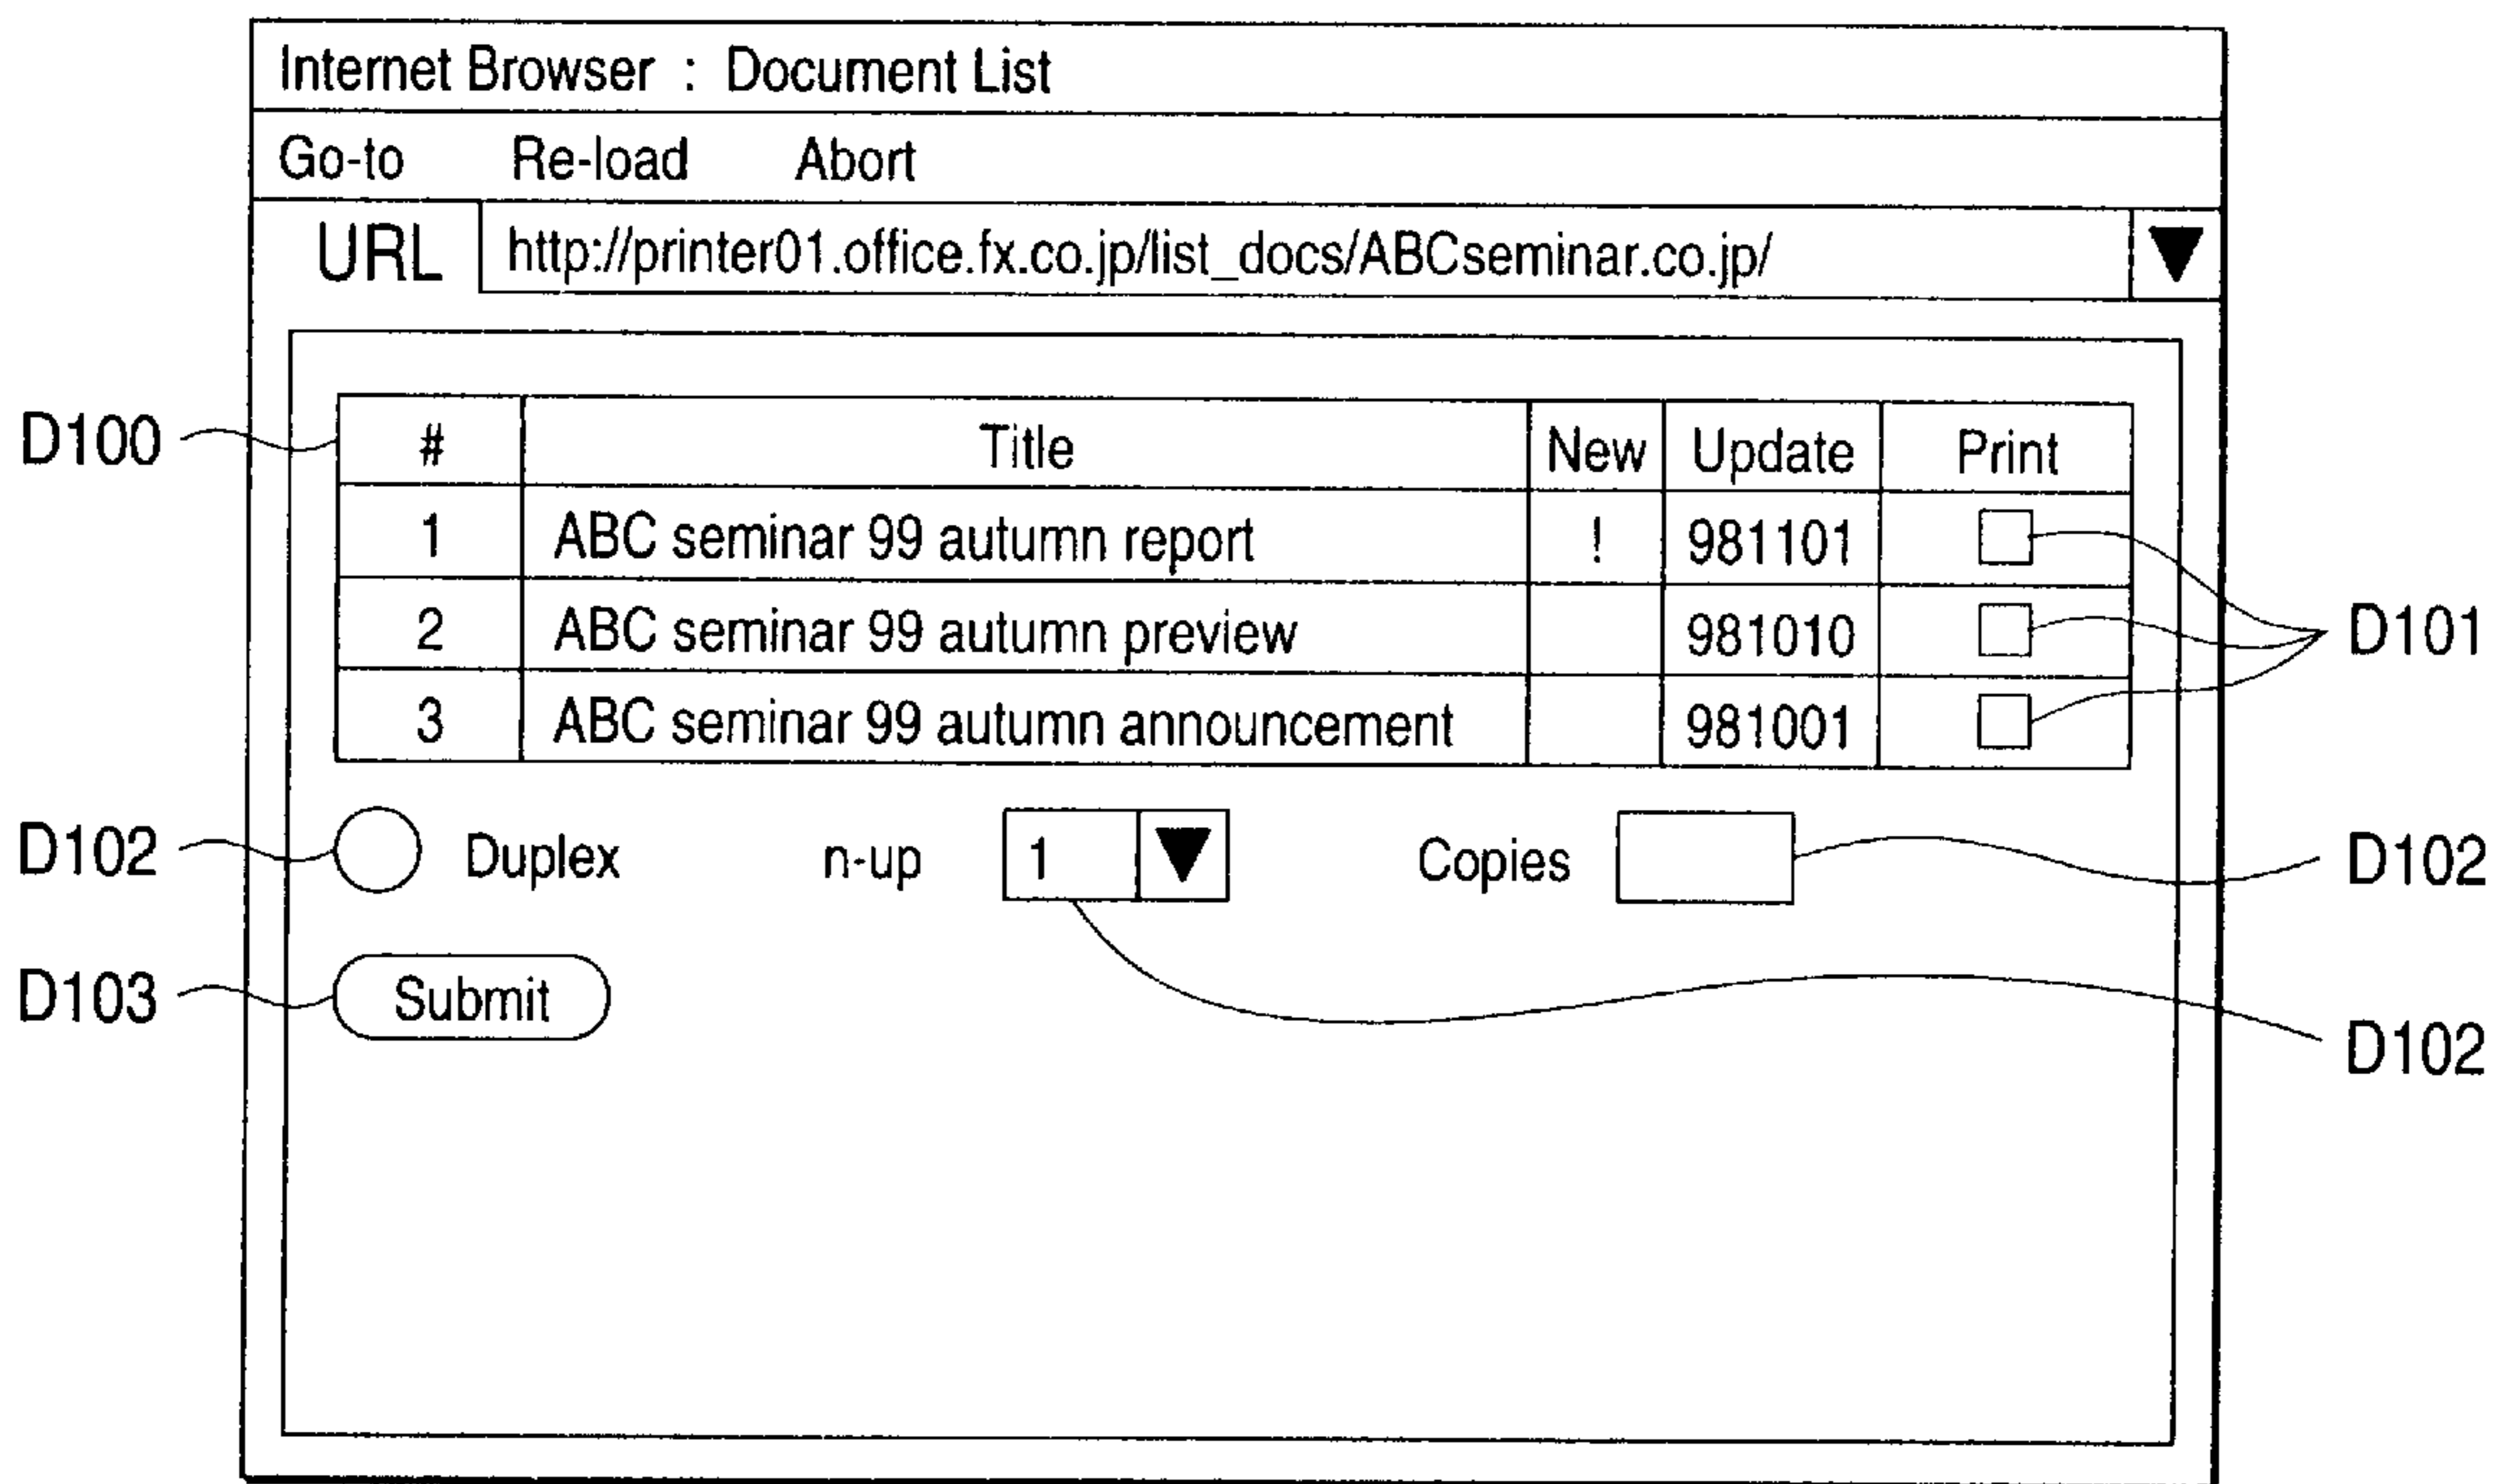 Internet Browser : Document List
Go-to Re-load Abort
URL http://printer01.office.fx.co.jp/list_docs/ABCseminar.co.jp/
D100 # Title New Update Print
1 ABC seminar 99 autumn report ! 981101
2 ABC seminar 99 autumn preview 981010 D101
3 ABC seminar 99 autumn announcement 981001
D102 Duplex n-up 1 Copies D102
D103 Submit
D102